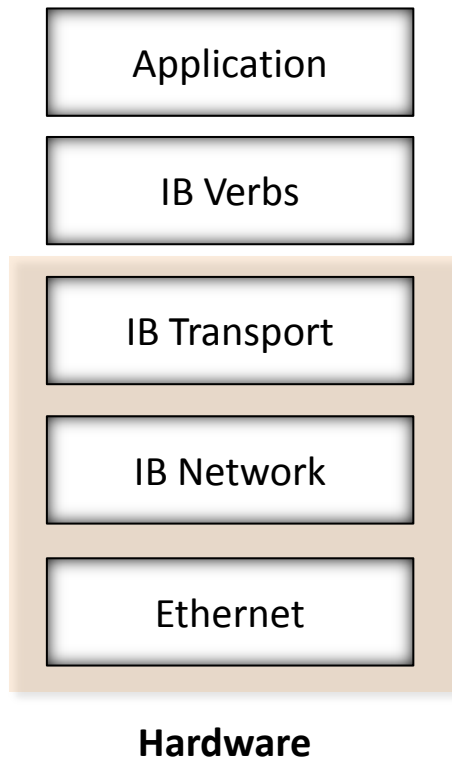 Application
IB Verbs
IB Transport
IB Network
Ethernet
Hardware